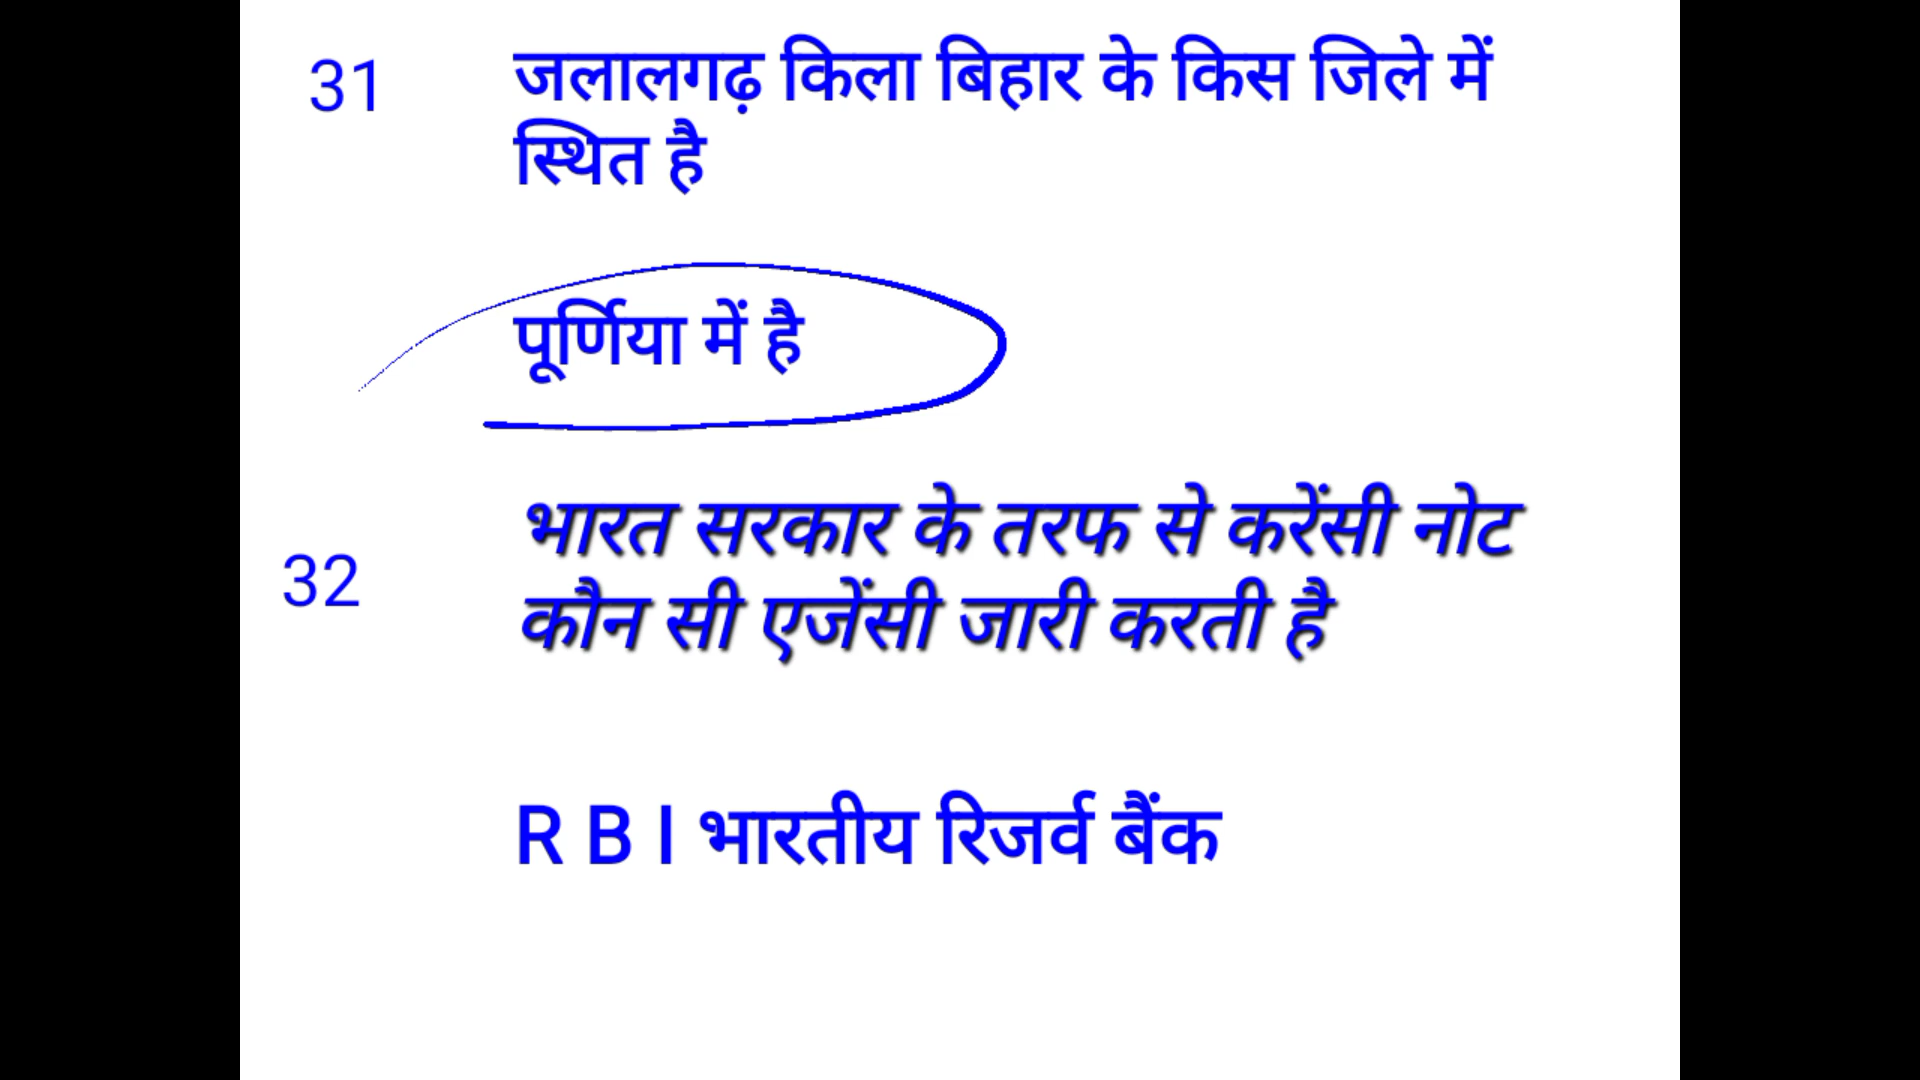 31 जलालगढ़ किला बिहार के किस जिले में
स्थित है
पूर्णिया में है
भारत सरकार के तरफ से करेंसी नोट
32 कौन सी एजेंसी जारी करती है
R B I भारतीय रिजर्व बैंक